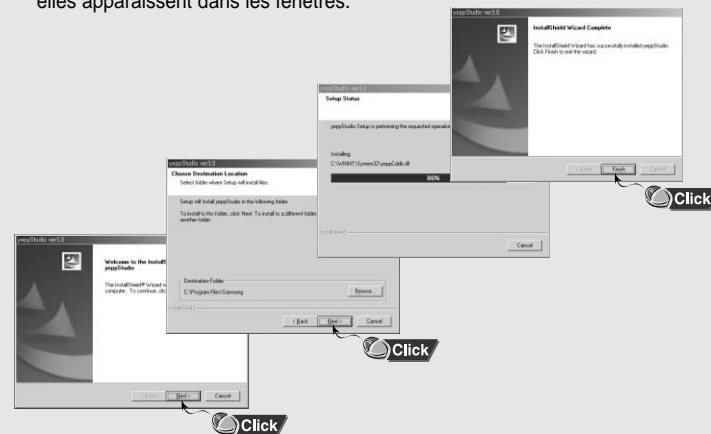 elles apparaissent dans les fenêtres.
yeppStudio ver3.0
Welcome to the InstallS
yeppStudio
The InstallShield® Wizard w
computer. To continue, clic
< Back
Next >
Cancel
Click
yeppStudio ver3.0
Choose Destination Location
Select folder where Setup will install files.
Setup will install yeppStudio in the following folder.
To install to this folder, click Next. To install to a different folder,
another folder.
Destination Folder
C:\Program Files\Samsung
Browse...
InstallShield
< Back
Next >
Cancel
Click
yeppStudio ver3.0
Setup Status
yeppStudio Setup is performing the requested operation
Installing
C:\WINNT\System32\yeppCddb.dll
86%
InstallShield
Cancel
yeppStudio ver3.0
InstallShield Wizard Complete
The InstallShield Wizard has successfully installed yeppStudio.
Click Finish to exit the wizard.
< Back
Finish
Cancel
Click